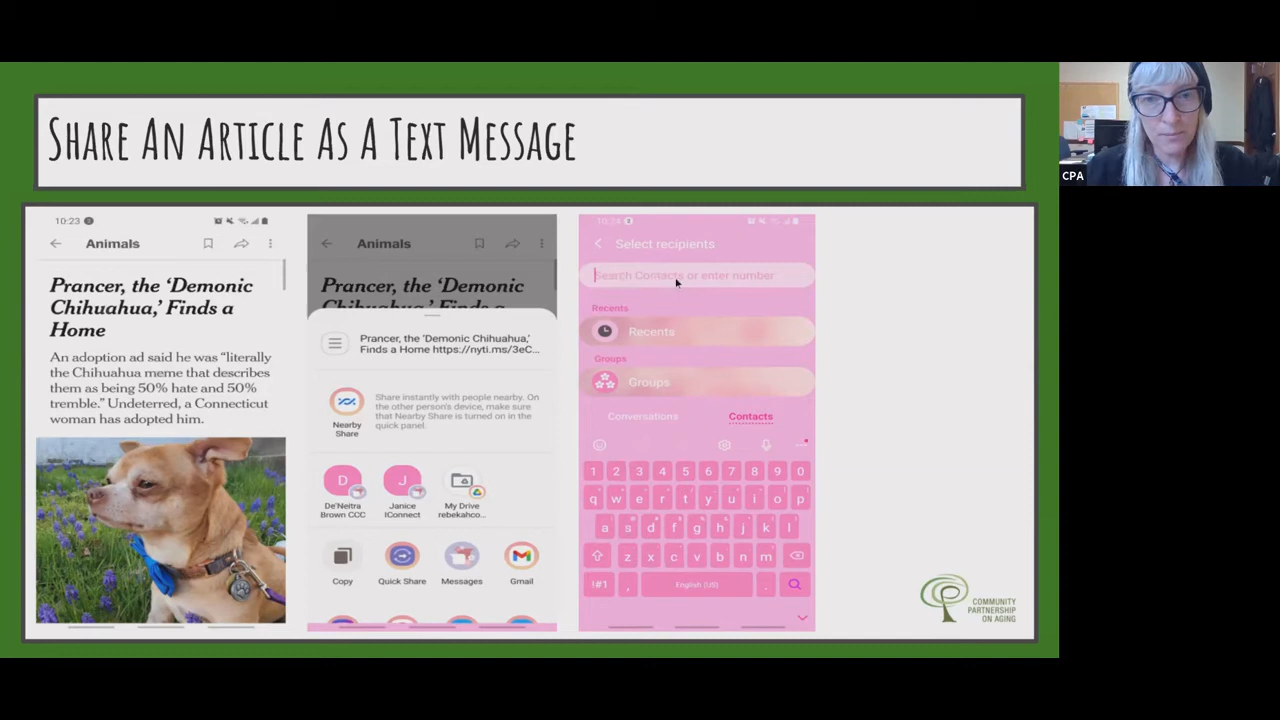 SHARE AN ARTICLE AS A TEXT MESSAGE
CPA
10:23
Animals
Prancer, the ‘Demonic
Chihuahua,’ Finds a
Home
An adoption ad said he was “literally
the Chihuahua meme that describes
them as being 50% hate and 50%
tremble.” Undeterred, a Connecticut
woman has adopted him.
Animals
Prancer, the ‘Demonic
Chihuahua,’ Finds a
Prancer, the ‘Demonic Chihuahua,’
Finds a Home https://nyti.ms/3eC...
Nearby
Share
Share instantly with people nearby. On
the other person's device, make sure
that Nearby Share is turned on in the
quick panel.
D
De'Neitra
Brown CCC
J
Janice
IConnect
My Drive
rebekahco...
Copy
Quick Share
Messages
Gmail
Select recipients
Search Contacts or enter number
Recents
Recents
Groups
Groups
Conversations
Contacts
1 2 3 4 5 6 7 8 9 0
q w e r t y u i o p
a s d f g h j k l
z x c v b n m
!#1 , English (US) .
COMMUNITY
PARTNERSHIP
ON AGING